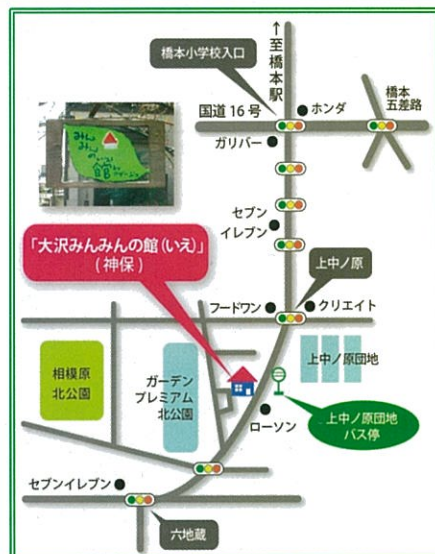 ↑至橋本駅
橋本小学校入口
国道16号
ホンダ
橋本
五差路
ガリバー
みん
みん
の
セブン
イレブン
「大沢みんみんの館(いえ)」
(神保)
上中ノ原
フードワン
クリエイト
上中ノ原団地
相模原
北公園
ガーデン
プレミアム
北公園
ローソン
上中ノ原団地
バス停
セブンイレブン
六地蔵